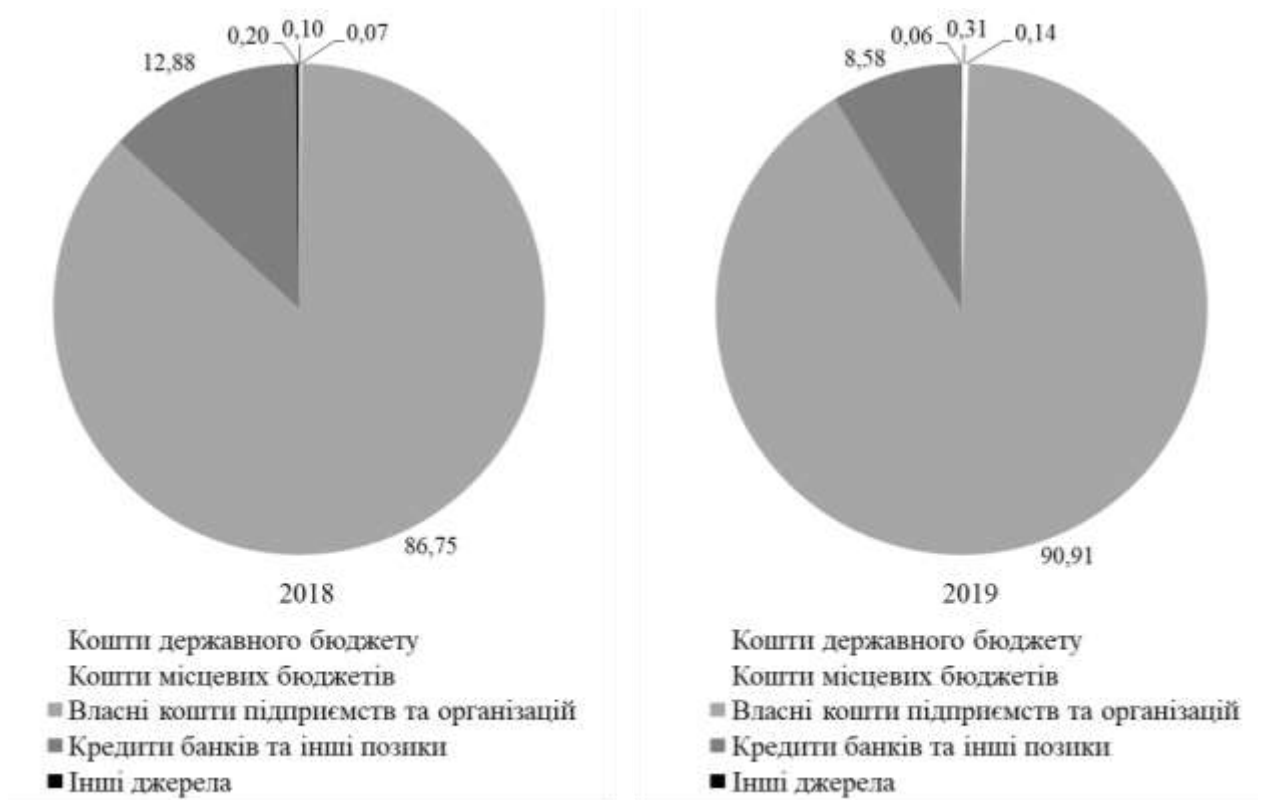 0,20 0,10 0,07
12,88
86,75
2018
Кошти державного бюджету
Кошти місцевих бюджетів
Власні кошти підприємств та організацій
Кредити банків та інші позики
Інші джерела
0,06 0,31 0,14
8,58
90,91
2019
Кошти державного бюджету
Кошти місцевих бюджетів
Власні кошти підприємств та організацій
Кредити банків та інші позики
Інші джерела